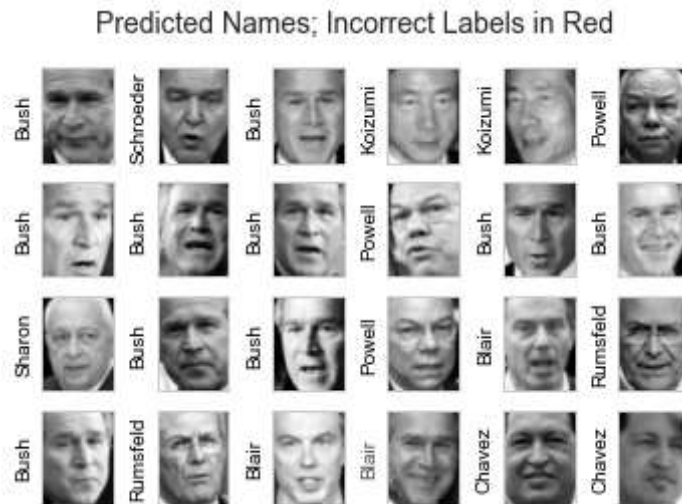 Predicted Names; Incorrect Labels in Red
Bush Schroeder Bush Koizumi Koizumi Powell
Bush Bush Bush Powell Bush Bush
Sharon Bush Bush Powell Blair Rumsfeld
Bush Rumsfeld Blair Blair Chavez Chavez